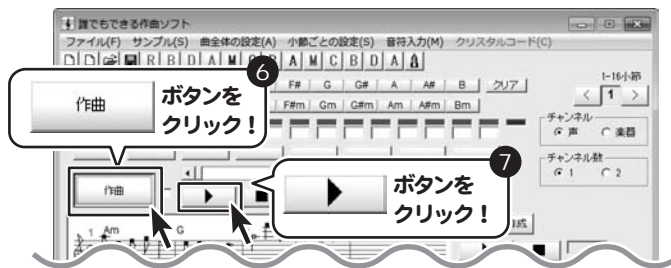 誰でもできる作曲ソフト
ファイル(F) サンプル(S) 曲全体の設定(A) 小節ごとの設定(S) 音符入力(M) クリスタルコード(C)
R B D A M C B A M C B D A
F# G G# A A# B クリア
F#m Gm G#m Am A#m Bm
1-16小節
< 1 >
チャンネル
声 楽器
チャンネル数
1 2
6
作曲 ボタンを
クリック！
7
ボタンを
クリック！
作曲
1 Am G
成